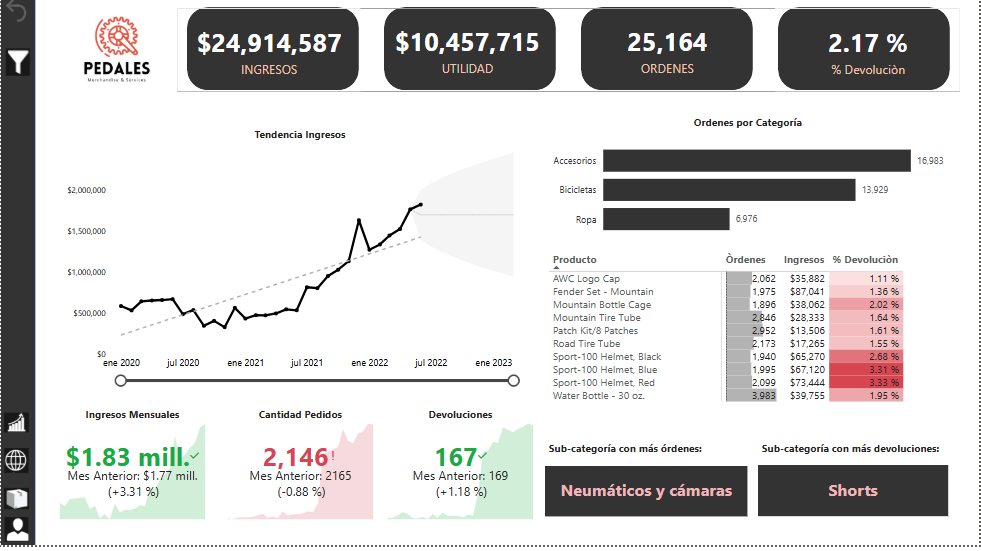 PEDALES
Merchandise & Services
$24,914,587
INGRESOS
$10,457,715
UTILIDAD
25,164
ORDENES
2.17 %
% Devoluciòn
Tendencia Ingresos
$2,000,000
$1,500,000
$1,000,000
$500,000
$0
ene 2020 jul 2020 ene 2021 jul 2021 ene 2022 jul 2022 ene 2023
Ordenes por Categoría
Accesorios 16,983
Bicicletas 13,929
Ropa 6,976
Producto Òrdenes Ingresos % Devoluciòn
AWC Logo Cap 2,062 $35,882 1.11 %
Fender Set - Mountain 1,975 $87,041 1.36 %
Mountain Bottle Cage 1,896 $38,062 2.02 %
Mountain Tire Tube 2,846 $28,333 1.64 %
Patch Kit/8 Patches 2,952 $13,506 1.61 %
Road Tire Tube 2,173 $17,265 1.55 %
Sport-100 Helmet, Black 1,940 $65,270 2.68 %
Sport-100 Helmet, Blue 1,995 $67,120 3.31 %
Sport-100 Helmet, Red 2,099 $73,444 3.33 %
Water Bottle - 30 oz. 3,983 $39,755 1.95 %
Ingresos Mensuales
$1.83 mill.
Mes Anterior: $1.77 mill.
(+3.31 %)
Cantidad Pedidos
2,146!
Mes Anterior: 2165
(-0.88 %)
Devoluciones
167
Mes Anterior: 169
(+1.18 %)
Sub-categoría con más órdenes:
Neumáticos y cámaras
Sub-categoría con más devoluciones:
Shorts